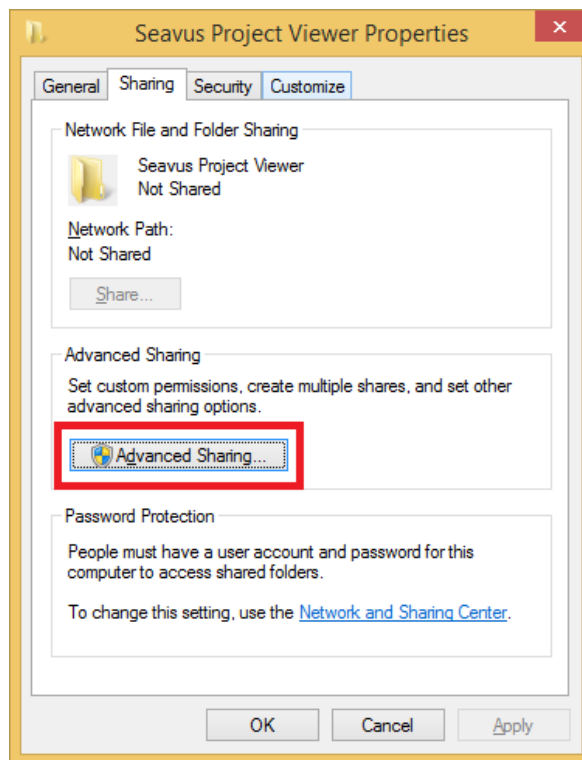 Seavus Project Viewer Properties
General Sharing Security Customize
Network File and Folder Sharing
Seavus Project Viewer
Not Shared
Network Path:
Not Shared
Share...
Advanced Sharing
Set custom permissions, create multiple shares, and set other
advanced sharing options.
Advanced Sharing...
Password Protection
People must have a user account and password for this
computer to access shared folders.
To change this setting, use the Network and Sharing Center.
OK Cancel Apply